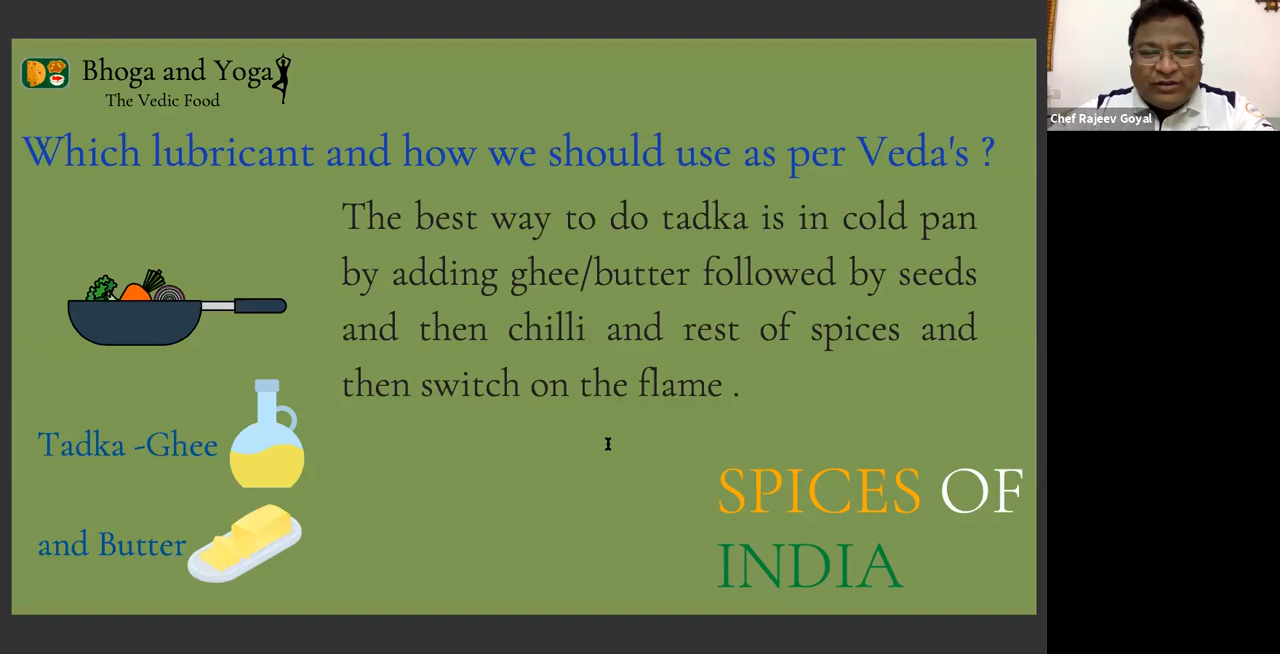 Bhoga and Yoga
The Vedic Food
Chef Rajeev Goyal
Which lubricant and how we should use as per Veda's ?
The best way to do tadka is in cold pan
by adding ghee/butter followed by seeds
and then chilli and rest of spices and
then switch on the flame .
Tadka -Ghee
and Butter
SPICES OF
INDIA